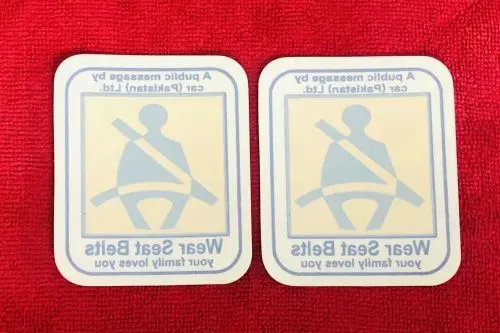 A public message by
car (Pakistan) Ltd.
Wear Seat Belts
your family loves you
A public message by
car (Pakistan) Ltd.
Wear Seat Belts
your family loves you